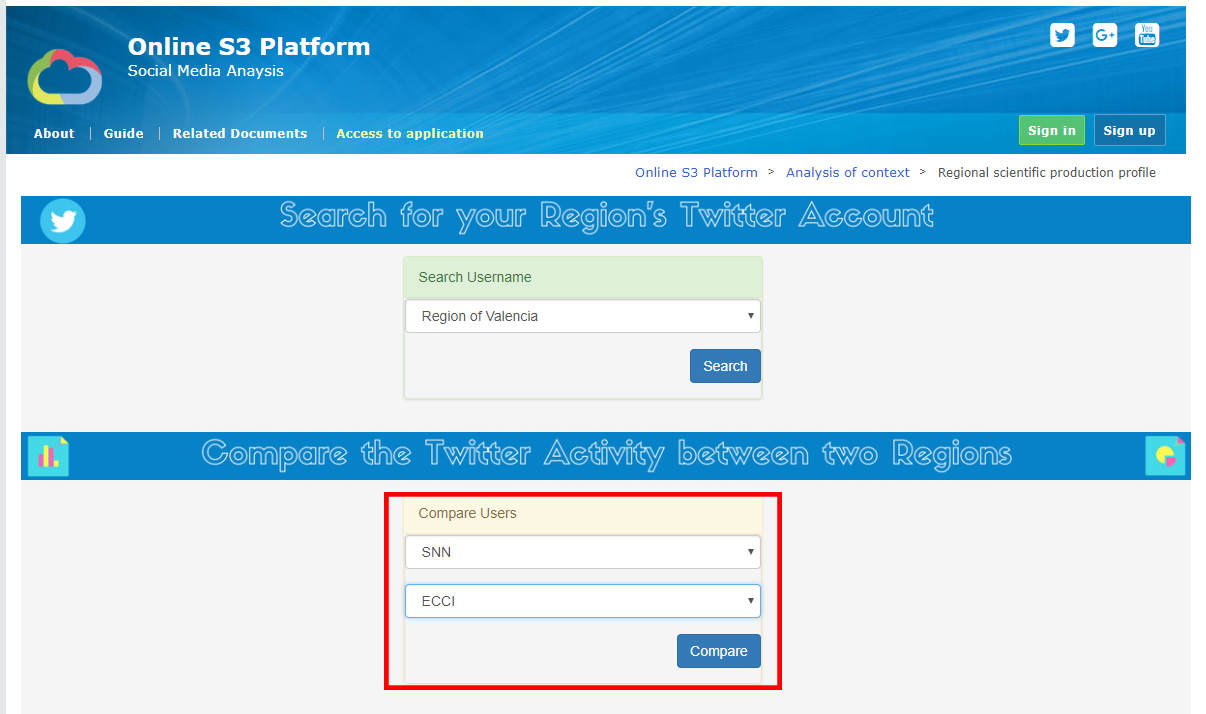 Online S3 Platform
Social Media Anaysis
G+
You
Tube
About | Guide | Related Documents | Access to application
Sign in Sign up
Online S3 Platform > Analysis of context > Regional scientific production profile
Search for your Region's Twitter Account
Search Username
Region of Valencia
Search
Compare the Twitter Activity between two Regions
Compare Users
SNN
ECCI
Compare